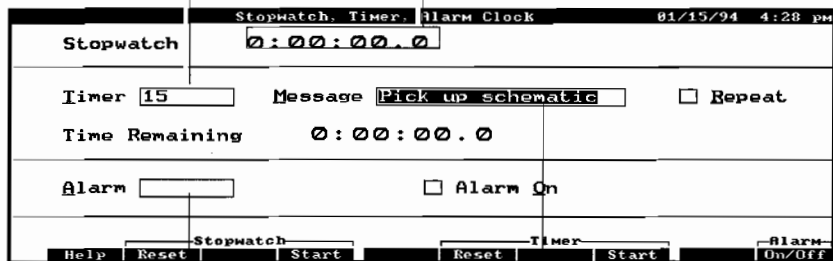 Stopwatch, Timer, Alarm Clock 01/15/94 4:28 pm
Stopwatch 0:00:00.0
Timer 15 Message Pick up schematic Repeat
Time Remaining 0:00:00.0
Alarm Alarm On
Stopwatch Timer Alarm
Help Reset Start Reset Start On/Off